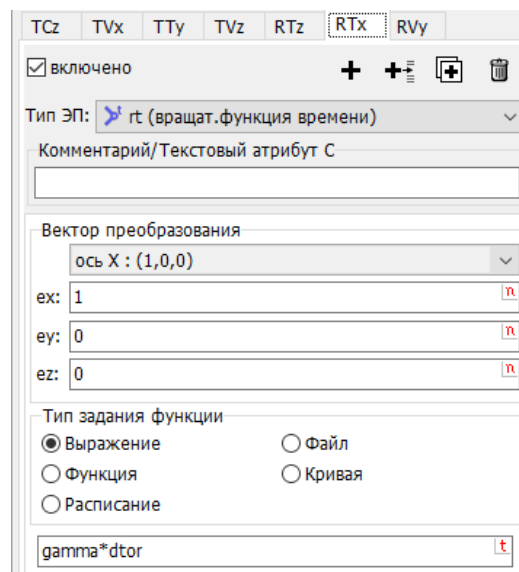 TCz TVx TTy TVz RTz RTx RVy
включено
Тип ЭП: rt (вращат.функция времени)
Комментарий/Текстовый атрибут C
Вектор преобразования
ось X : (1,0,0)
ex: 1 n
ey: 0 n
ez: 0 n
Тип задания функции
Выражение Файл
Функция Кривая
Расписание
gamma*dtor t